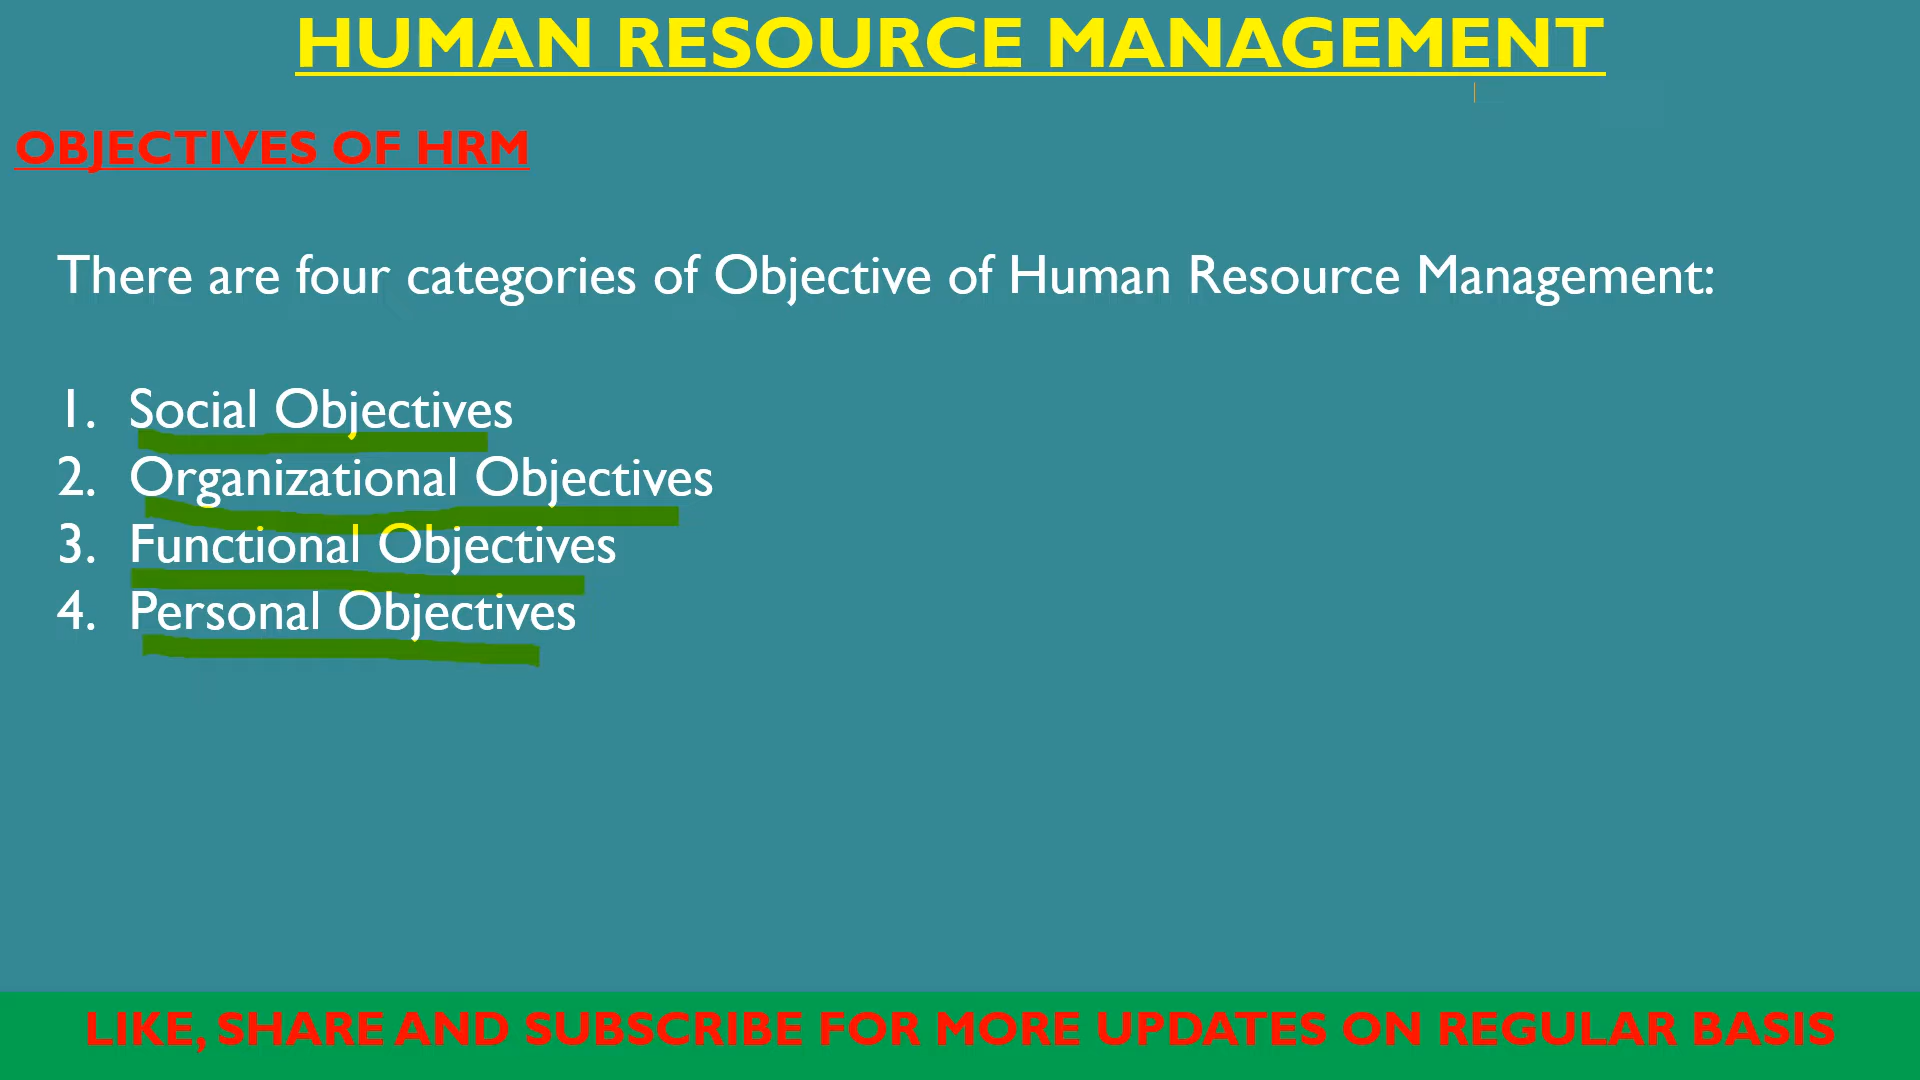 HUMAN RESOURCE MANAGEMENT
OBJECTIVES OF HRM
There are four categories of Objective of Human Resource Management:
1. Social Objectives
2. Organizational Objectives
3. Functional Objectives
4. Personal Objectives
LIKE, SHARE AND SUBSCRIBE FOR MORE UPDATES ON REGULAR BASIS